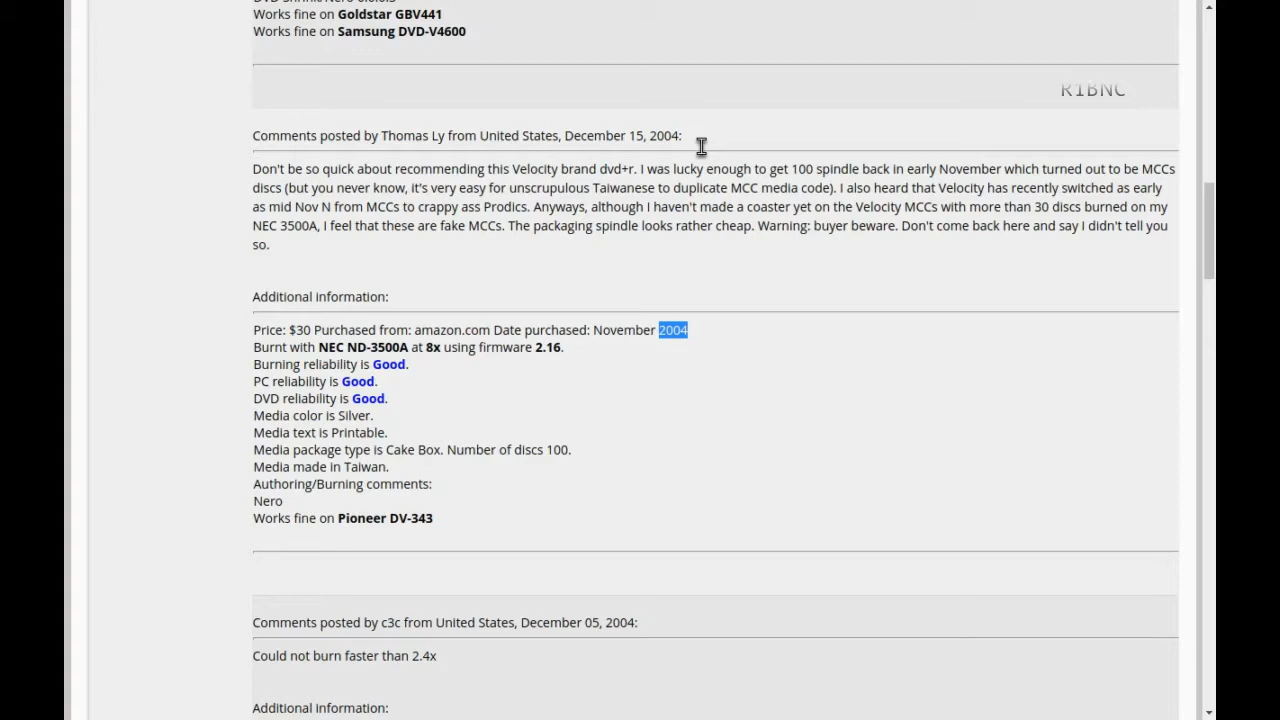 Works fine on Goldstar GBV441
Works fine on Samsung DVD-V4600
Comments posted by Thomas Ly from United States, December 15, 2004:
Don't be so quick about recommending this Velocity brand dvd+r. I was lucky enough to get 100 spindle back in early November which turned out to be MCCs
discs (but you never know, it's very easy for unscrupulous Taiwanese to duplicate MCC media code). I also heard that Velocity has recently switched as early
as mid Nov N from MCCs to crappy ass Prodics. Anyways, although I haven't made a coaster yet on the Velocity MCCs with more than 30 discs burned on my
NEC 3500A, I feel that these are fake MCCs. The packaging spindle looks rather cheap. Warning: buyer beware. Don't come back here and say I didn't tell you
so.
Additional information:
Price: $30 Purchased from: amazon.com Date purchased: November 2004
Burnt with NEC ND-3500A at 8x using firmware 2.16.
Burning reliability is Good.
PC reliability is Good.
DVD reliability is Good.
Media color is Silver.
Media text is Printable.
Media package type is Cake Box. Number of discs 100.
Media made in Taiwan.
Authoring/Burning comments:
Nero
Works fine on Pioneer DV-343
Comments posted by c3c from United States, December 05, 2004:
Could not burn faster than 2.4x
Additional information: